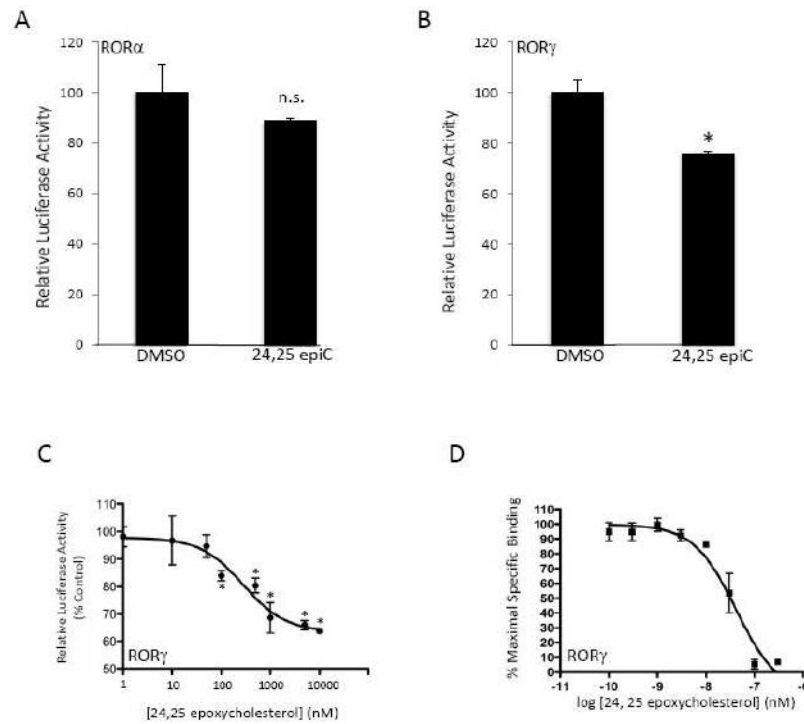 A
RORα
Relative Luciferase Activity
120
100
80
60
40
20
0
n.s.
DMSO
24,25 epiC
B
RORγ
Relative Luciferase Activity
120
100
80
60
40
20
0
*
DMSO
24,25 epiC
C
Relative Luciferase Activity
(% Control)
110
100
90
80
70
60
50
*
*
*
*
*
RORγ
1
10
100
1000
10000
[24,25 epoxycholesterol] (nM)
D
% Maximal Specific Binding
110
100
90
80
70
60
50
40
30
20
10
0
RORγ
-10
-9
-8
-7
-6
log [24, 25 epoxycholesterol] (nM)